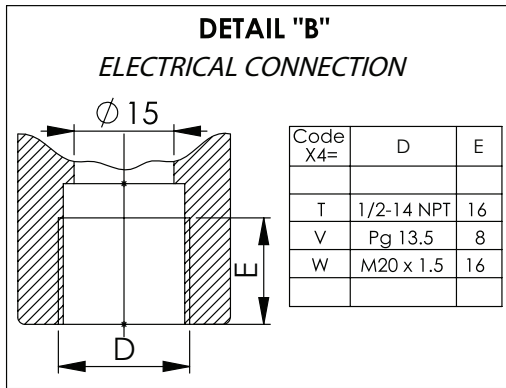 DETAIL "B"
ELECTRICAL CONNECTION
∅ 15
Code X4= D E
T 1/2-14 NPT 16
V Pg 13.5 8
W M20 x 1.5 16
E
D